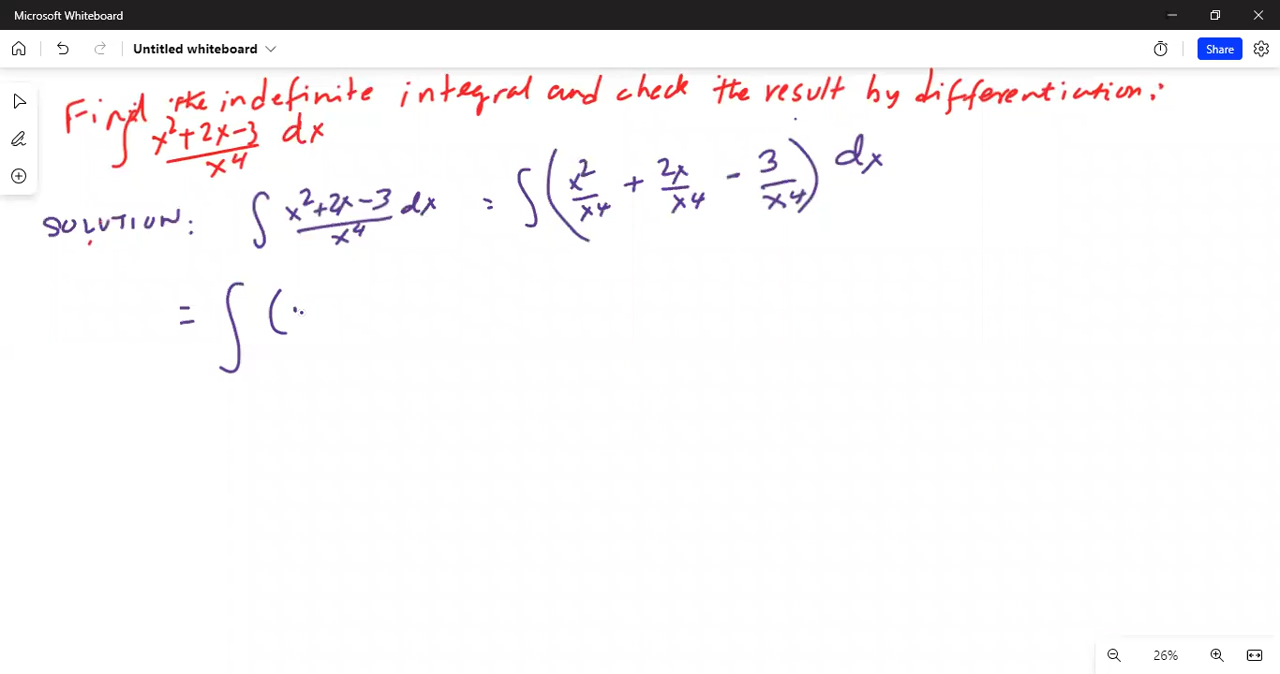 Microsoft Whiteboard
Untitled whiteboard
Share
Find the indefinite integral and check the result by differentiation:
∫ (x² + 2x - 3)/x⁴ dx
SOLUTION: ∫ (x² + 2x - 3)/x⁴ dx = ∫ (x²/x⁴ + 2x/x⁴ - 3/x⁴) dx
= ∫ (
26%